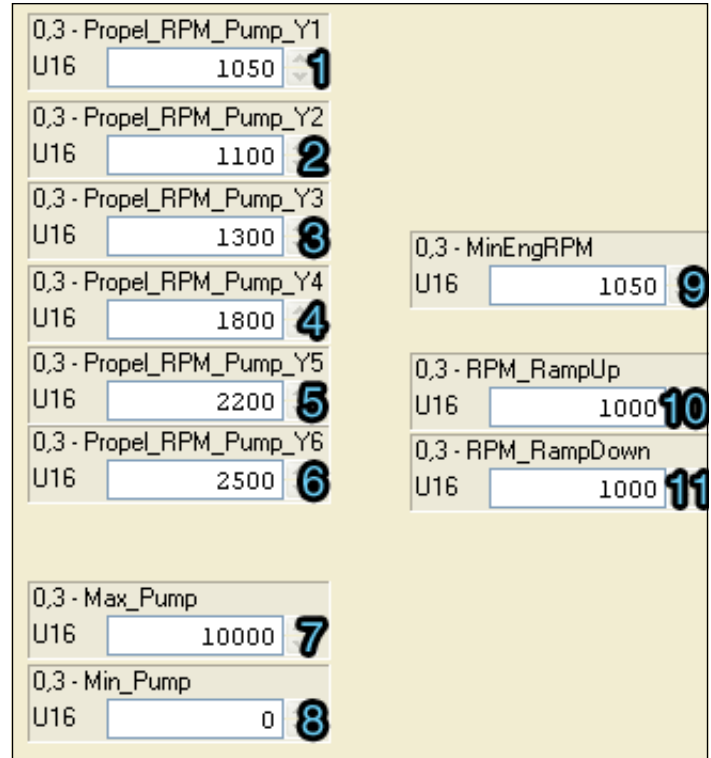 0,3 - Propel_RPM_Pump_Y1
U16 1050 1
0,3 - Propel_RPM_Pump_Y2
U16 1100 2
0,3 - Propel_RPM_Pump_Y3
U16 1300 3
0,3 - Propel_RPM_Pump_Y4
U16 1800 4
0,3 - Propel_RPM_Pump_Y5
U16 2200 5
0,3 - Propel_RPM_Pump_Y6
U16 2500 6
0,3 - Max_Pump
U16 10000 7
0,3 - Min_Pump
U16 0 8
0,3 - MinEngRPM
U16 1050 9
0,3 - RPM_RampUp
U16 1000 10
0,3 - RPM_RampDown
U16 1000 11